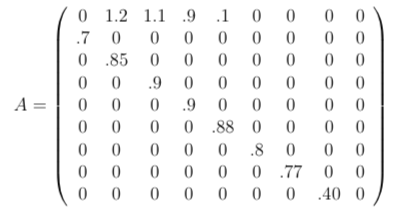 0 1.2 1.1 .9 .1 0 0 0 0
.7 0 0 0 0 0 0 0 0
0 .85 0 0 0 0 0 0 0
0 0 .9 0 0 0 0 0 0
A = 0 0 0 .9 0 0 0 0 0
0 0 0 0 .88 0 0 0 0
0 0 0 0 0 .8 0 0 0
0 0 0 0 0 0 .77 0 0
0 0 0 0 0 0 0 .40 0